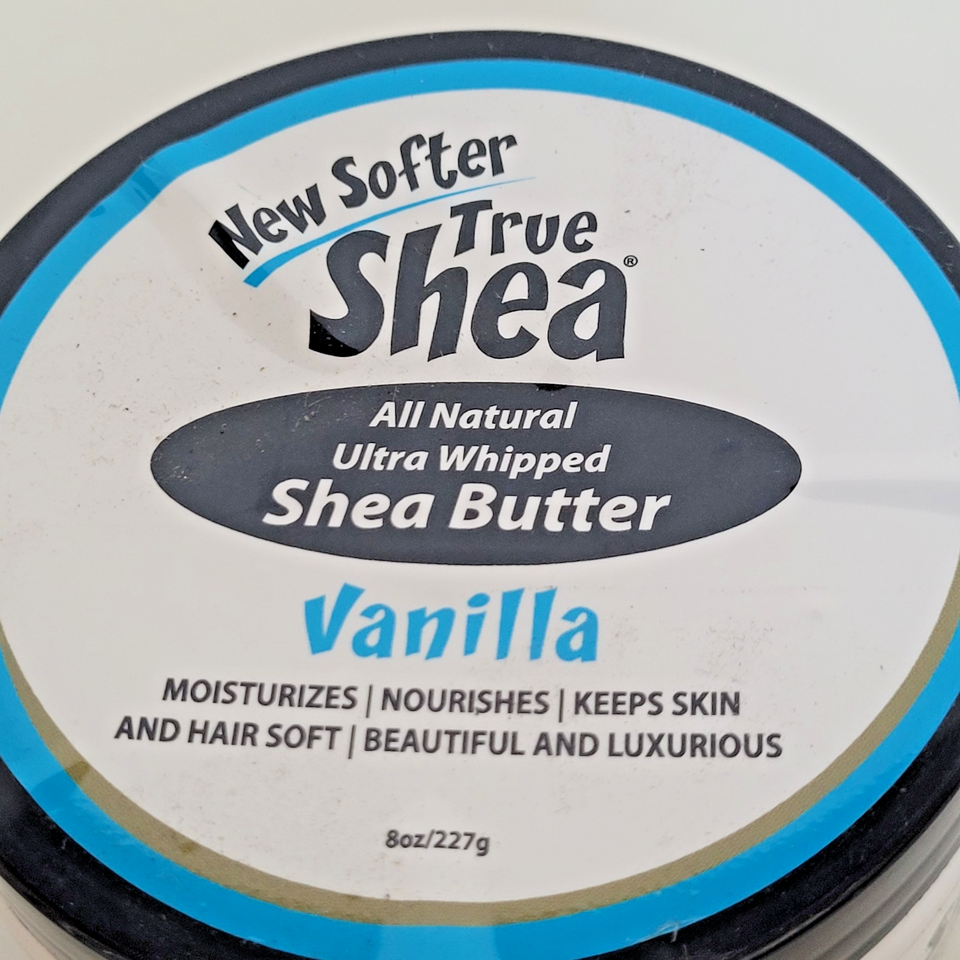 New Softer
True
Shea®
All Natural
Ultra Whipped
Shea Butter
Vanilla
MOISTURIZES | NOURISHES | KEEPS SKIN
AND HAIR SOFT | BEAUTIFUL AND LUXURIOUS
8oz/227g